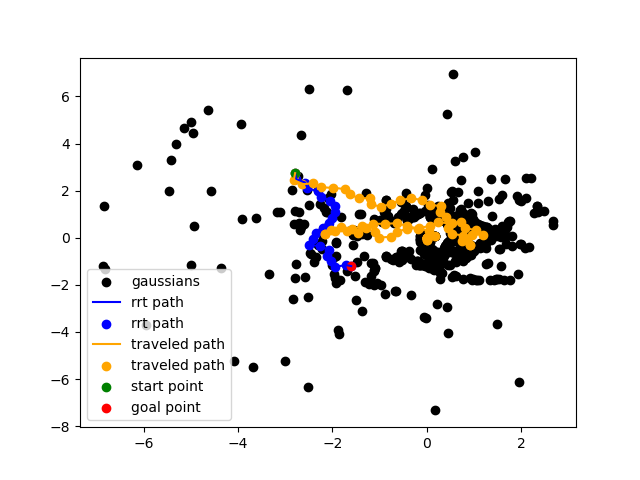 6
4
2
0
−2
−4
−6
−8
−6
−4
−2
0
2
gaussians
rrt path
rrt path
traveled path
traveled path
start point
goal point